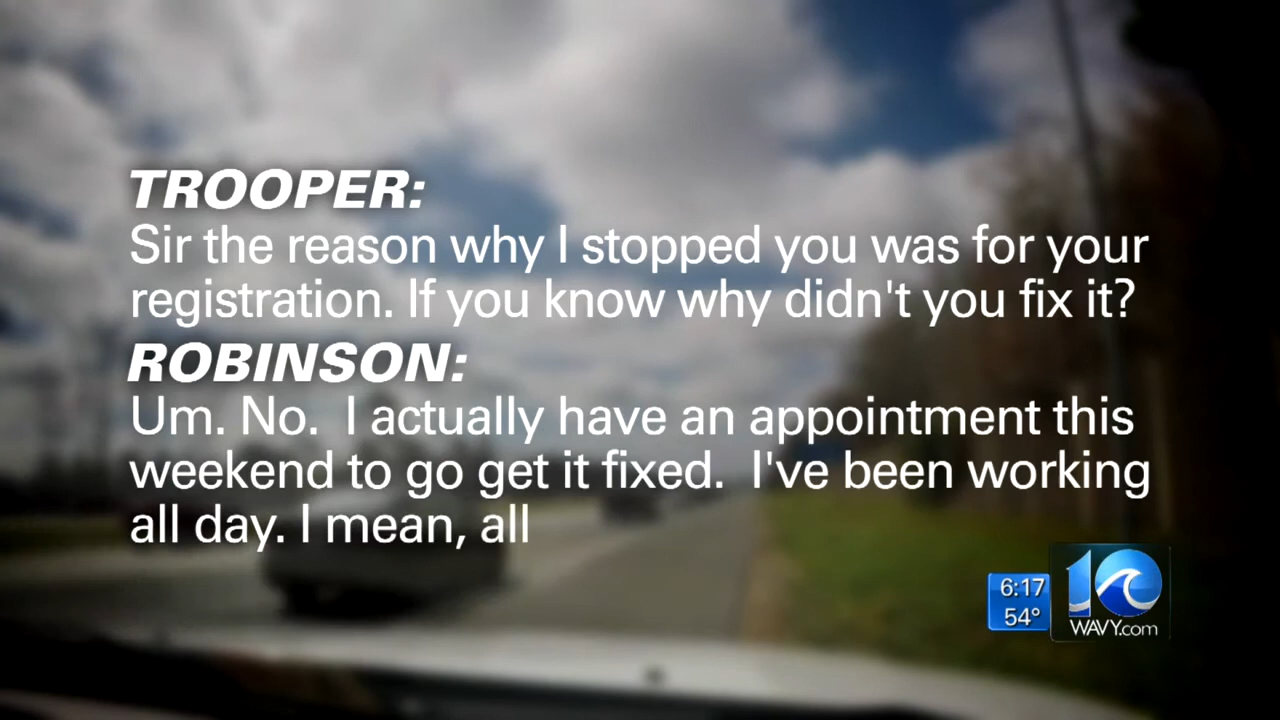 TROOPER:
Sir the reason why I stopped you was for your
registration. If you know why didn't you fix it?
ROBINSON:
Um. No.  I actually have an appointment this
weekend to go get it fixed.  I've been working
all day. I mean, all
6:17
54°
10
WAVY.com